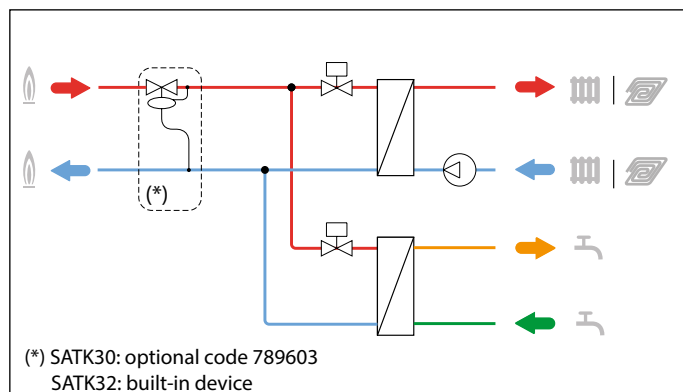 (*)
(*) SATK30: optional code 789603
SATK32: built-in device